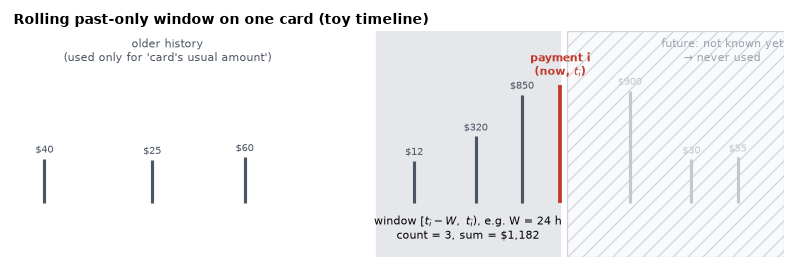 Rolling past-only window on one card (toy timeline)
older history
(used only for 'card's usual amount')
payment i
(now, tᵢ)
future: not known yet
→ never used
$40
$25
$60
$12
$320
$850
$900
$30
$55
window [tᵢ − W, tᵢ), e.g. W = 24 h
count = 3, sum = $1,182